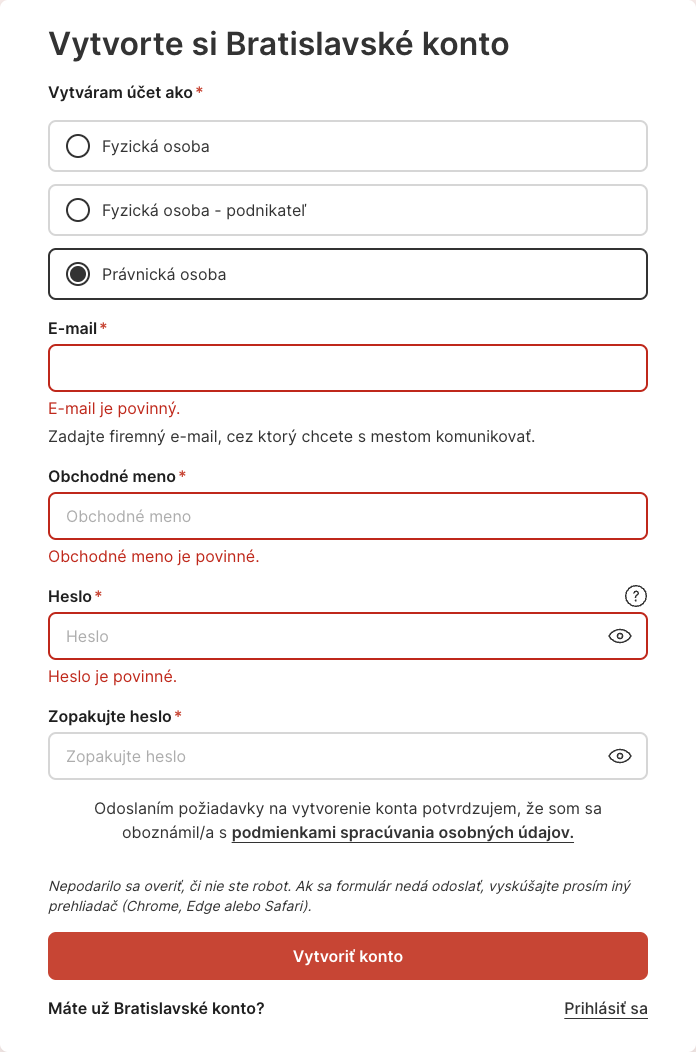 Vytvorte si Bratislavské konto
Vytváram účet ako*
Fyzická osoba
Fyzická osoba - podnikateľ
Právnická osoba
E-mail*
E-mail je povinný.
Zadajte firemný e-mail, cez ktorý chcete s mestom komunikovať.
Obchodné meno*
Obchodné meno
Obchodné meno je povinné.
Heslo* ?
Heslo
Heslo je povinné.
Zopakujte heslo*
Zopakujte heslo
Odoslaním požiadavky na vytvorenie konta potvrdzujem, že som sa
oboznámil/a s podmienkami spracúvania osobných údajov.
Nepodarilo sa overiť, či nie ste robot. Ak sa formulár nedá odoslať, vyskúšajte prosím iný
prehliadač (Chrome, Edge alebo Safari).
Vytvoriť konto
Máte už Bratislavské konto? Prihlásiť sa